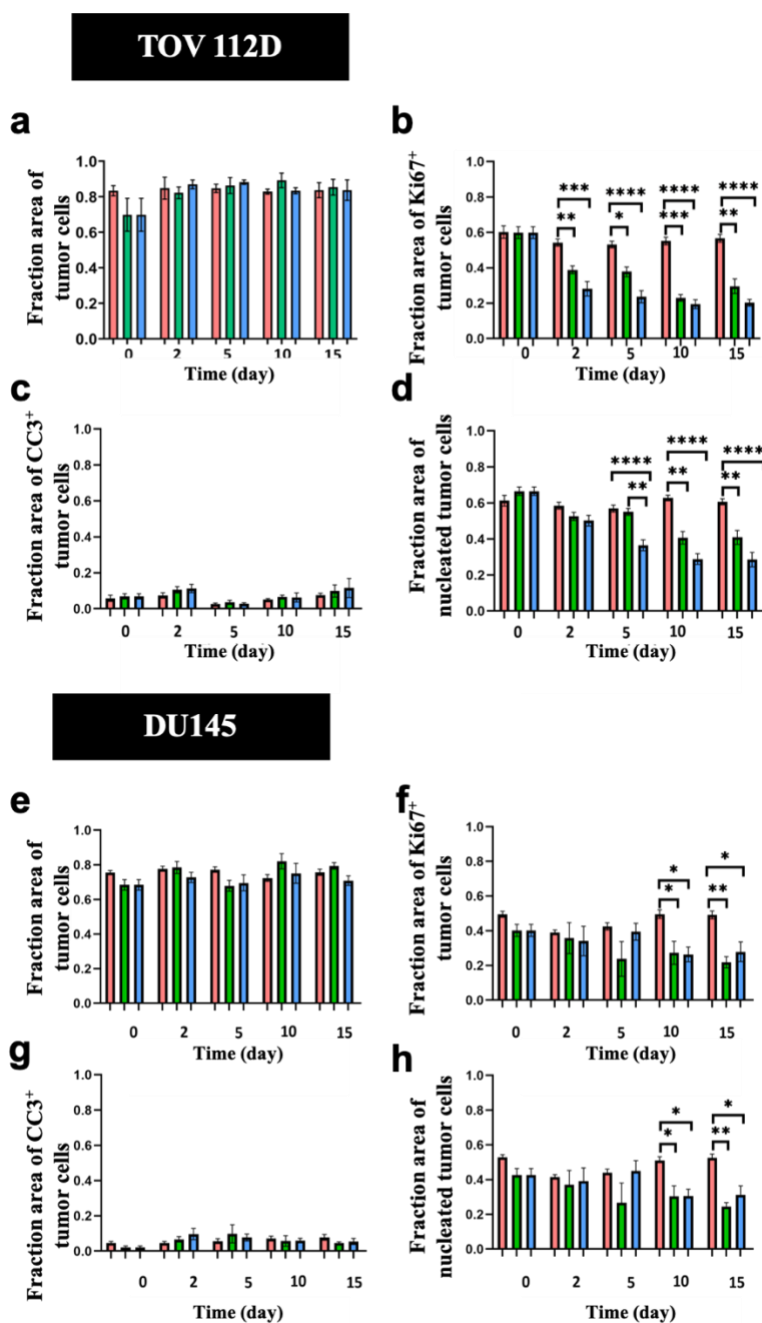 TOV 112D
a
Fraction area of
tumor cells
1.0
0.8
0.6
0.4
0.2
0.0
0 2 5 10 15
Time (day)
b
Fraction area of Ki67+
tumor cells
1.0
0.8
0.6
0.4
0.2
0.0
*** **** **** ****
** * *** **
0 2 5 10 15
Time (day)
c
Fraction area of CC3+
tumor cells
1.0
0.8
0.6
0.4
0.2
0.0
0 2 5 10 15
Time (day)
d
Fraction area of
nucleated tumor cells
1.0
0.8
0.6
0.4
0.2
0.0
**** **** ****
** ** **
0 2 5 10 15
Time (day)
DU145
e
Fraction area of
tumor cells
1.0
0.8
0.6
0.4
0.2
0.0
0 2 5 10 15
Time (day)
f
Fraction area of Ki67+
tumor cells
1.0
0.8
0.6
0.4
0.2
0.0
* *
* **
0 2 5 10 15
Time (day)
g
Fraction area of CC3+
tumor cells
1.0
0.8
0.6
0.4
0.2
0.0
0 2 5 10 15
Time (day)
h
Fraction area of
nucleated tumor cells
1.0
0.8
0.6
0.4
0.2
0.0
* *
* **
0 2 5 10 15
Time (day)